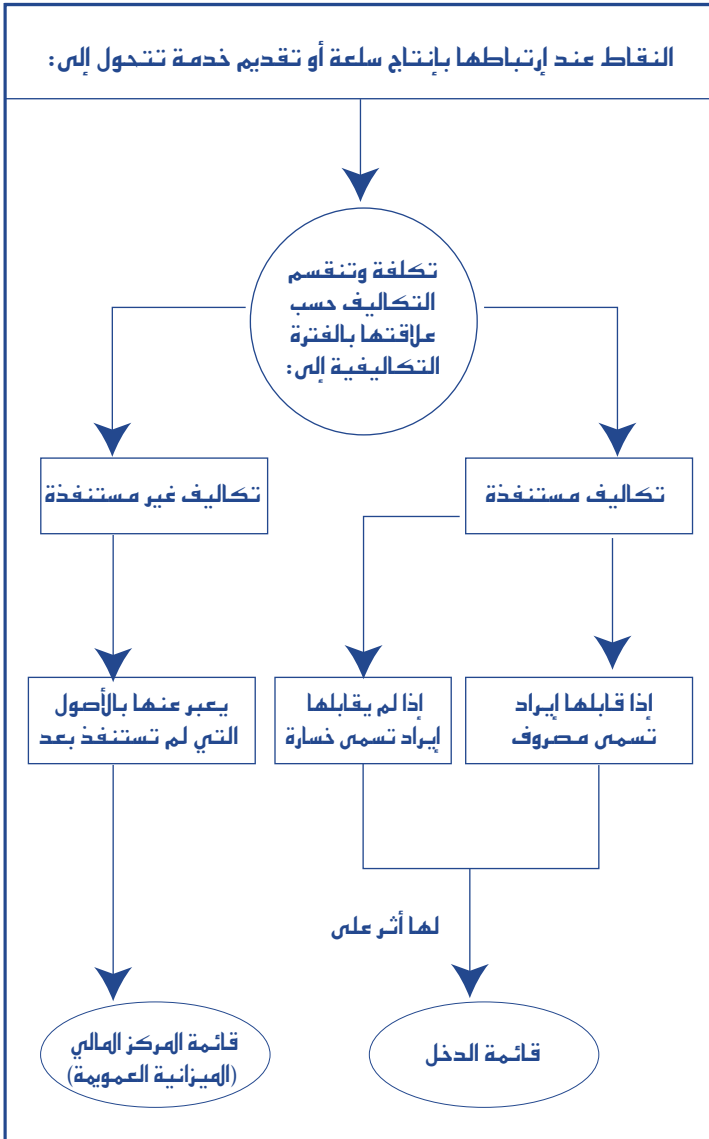 النقاط عند إرتباطها بإنتاج سلعة أو تقديم خدمة تتحول إلى:
تكلفة وتنقسم
التكاليف حسب
علاقتها بالفترة
التكاليفية إلى:
تكاليف مستنفذة
تكاليف غير مستنفذة
إذا قابلها إيراد
تسمى مصروف
إذا لم يقابلها
إيراد تسمى خسارة
يعبر عنها بالأصول
التي لم تستنفذ بعد
لها أثر على
قائمة الدخل
قائمة المركز المالي
(الميزانية العمويمة)